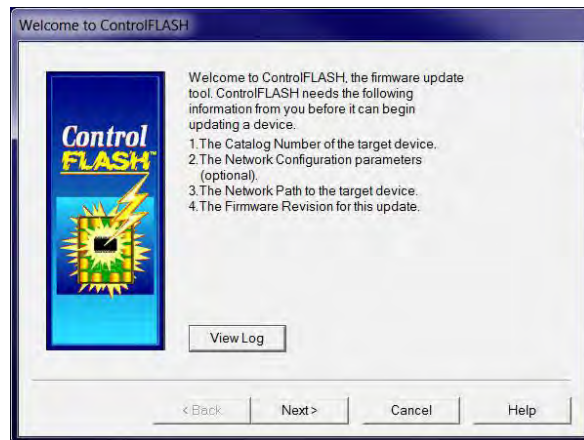 Welcome to ControlFLASH
Control
FLASH™
Welcome to ControlFLASH, the firmware update
tool. ControlFLASH needs the following
information from you before it can begin
updating a device.
1.The Catalog Number of the target device.
2.The Network Configuration parameters
(optional).
3.The Network Path to the target device.
4.The Firmware Revision for this update.
View Log
< Back
Next >
Cancel
Help